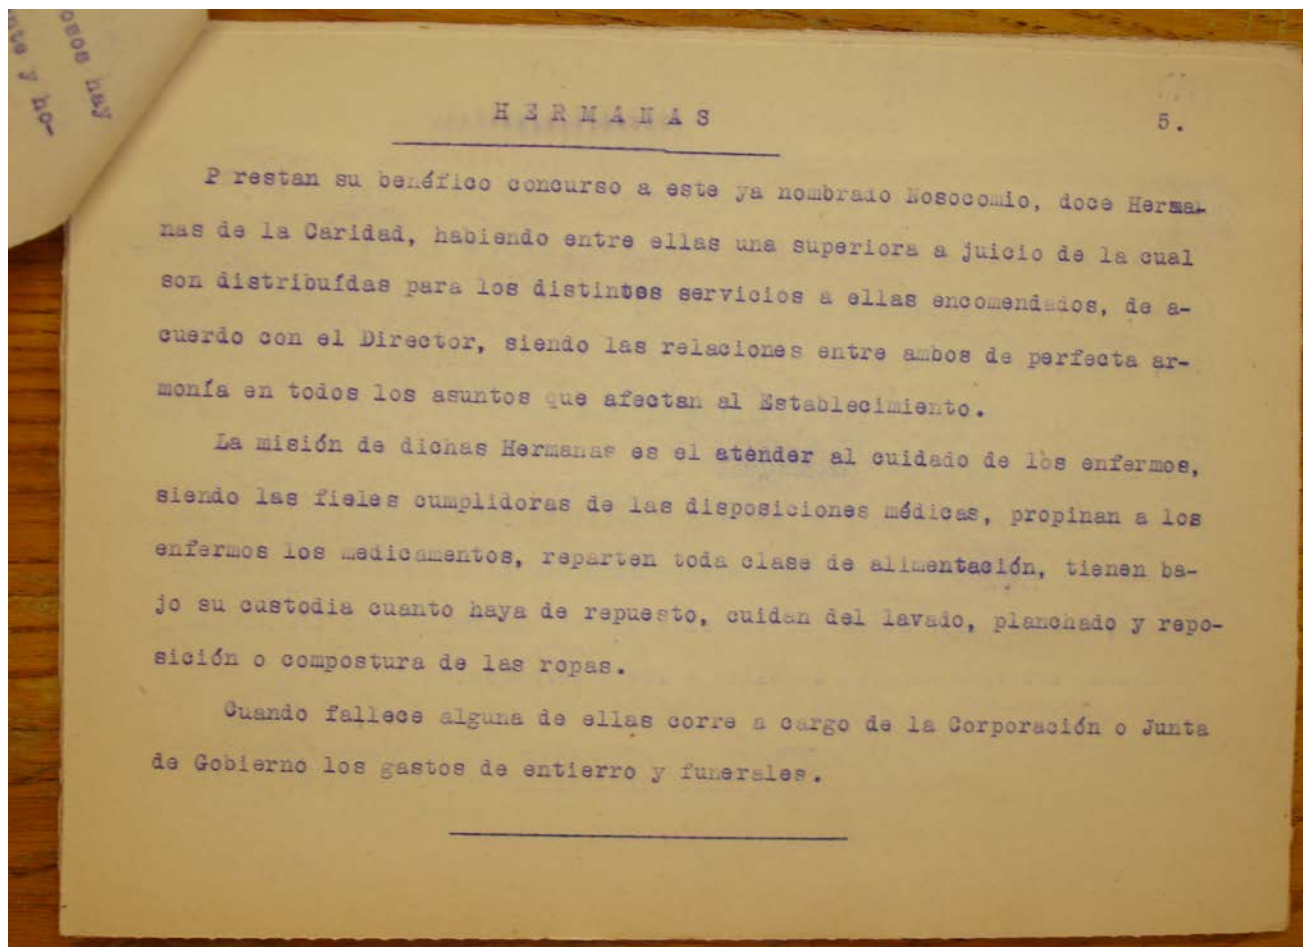 osos hay
nte y ho-
HERMANAS
5.
P restan su benéfico concurso a este ya nombrado Nosocomio, doce Herma-
nas de la Caridad, habiendo entre ellas una superiora a juicio de la cual
son distribuídas para los distintos servicios a ellas encomendados, de a-
cuerdo con el Director, siendo las relaciones entre ambos de perfecta ar-
monía en todos los asuntos que afectan al Establecimiento.
La misión de dichas Hermanas es el atender al cuidado de los enfermos,
siendo las fieles cumplidoras de las disposiciones médicas, propinan a los
enfermos los medicamentos, reparten toda clase de alimentación, tienen ba-
jo su custodia cuanto haya de repuesto, cuidan del lavado, planchado y repo-
sición o compostura de las ropas.
Cuando fallece alguna de ellas corre a cargo de la Corporación o Junta
de Gobierno los gastos de entierro y funerales.